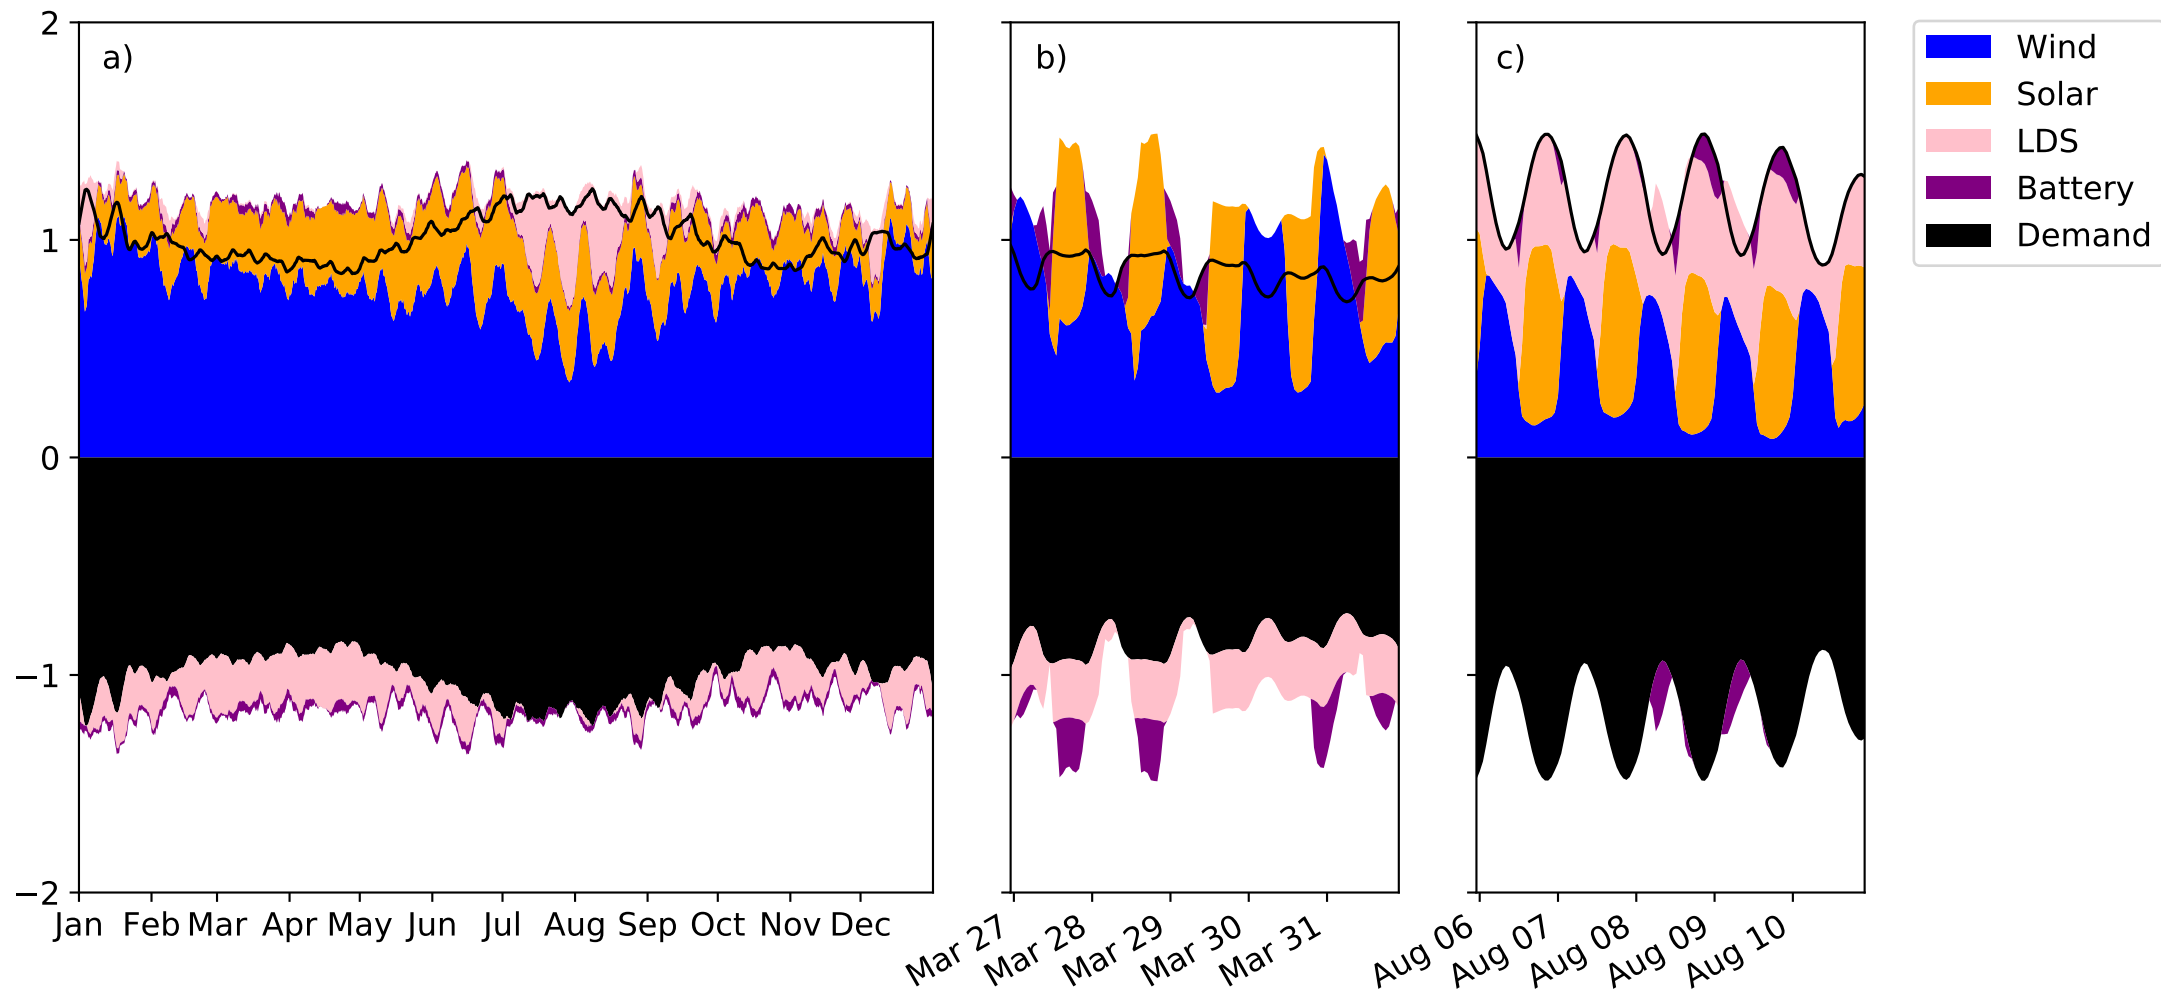 a)
b)
c)
2
1
0
−1
−2
Jan Feb Mar Apr May Jun Jul Aug Sep Oct Nov Dec
Mar 27 Mar 28 Mar 29 Mar 30 Mar 31
Aug 06 Aug 07 Aug 08 Aug 09 Aug 10
Wind
Solar
LDS
Battery
Demand